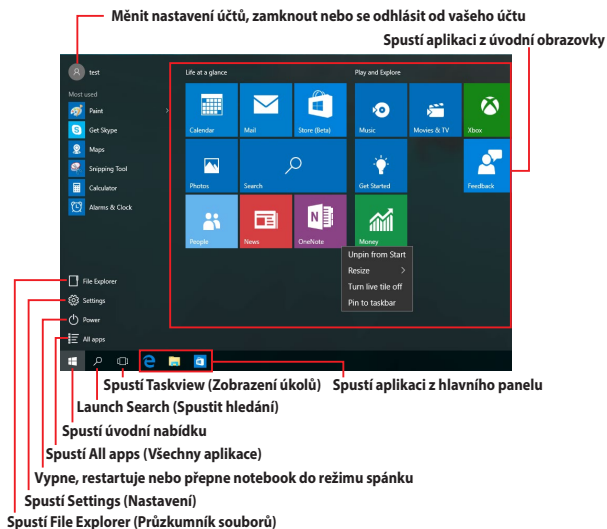 Měnit nastavení účtů, zamknout nebo se odhlásit od vašeho účtu
Spustí aplikaci z úvodní obrazovky
test
Life at a glance
Play and Explore
Most used
Paint
Get Skype
Maps
Snipping Tool
Calculator
Alarms & Clock
Calendar
Mail
Store (Beta)
Music
Movies & TV
Xbox
Photos
Search
Get Started
Feedback
People
News
OneNote
Money
Unpin from Start
Resize
Turn live tile off
Pin to taskbar
File Explorer
Settings
Power
All apps
Spustí Taskview (Zobrazení úkolů)
Spustí aplikaci z hlavního panelu
Launch Search (Spustit hledání)
Spustí úvodní nabídku
Spustí All apps (Všechny aplikace)
Vypne, restartuje nebo přepne notebook do režimu spánku
Spustí Settings (Nastavení)
Spustí File Explorer (Průzkumník souborů)